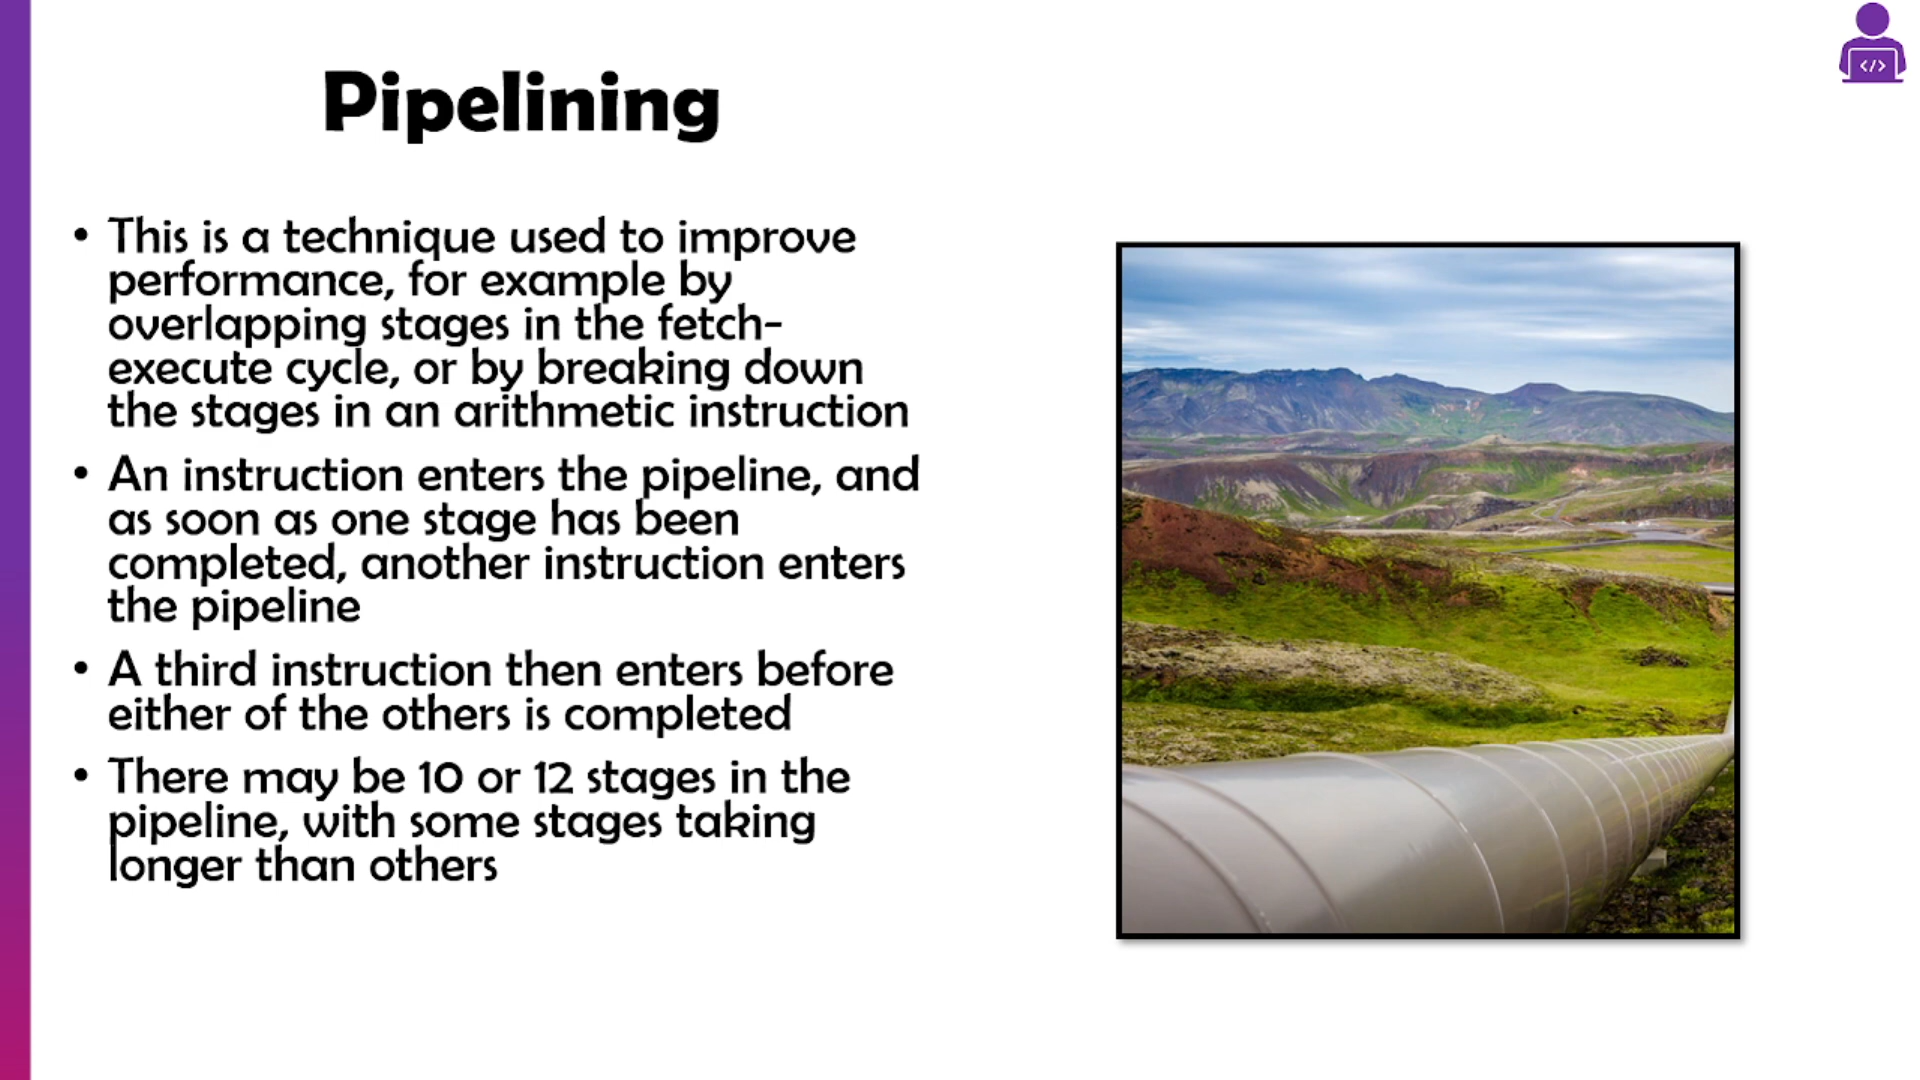 Pipelining
• This is a technique used to improve
performance, for example by
overlapping stages in the fetch-
execute cycle, or by breaking down
the stages in an arithmetic instruction
• An instruction enters the pipeline, and
as soon as one stage has been
completed, another instruction enters
the pipeline
• A third instruction then enters before
either of the others is completed
• There may be 10 or 12 stages in the
pipeline, with some stages taking
longer than others